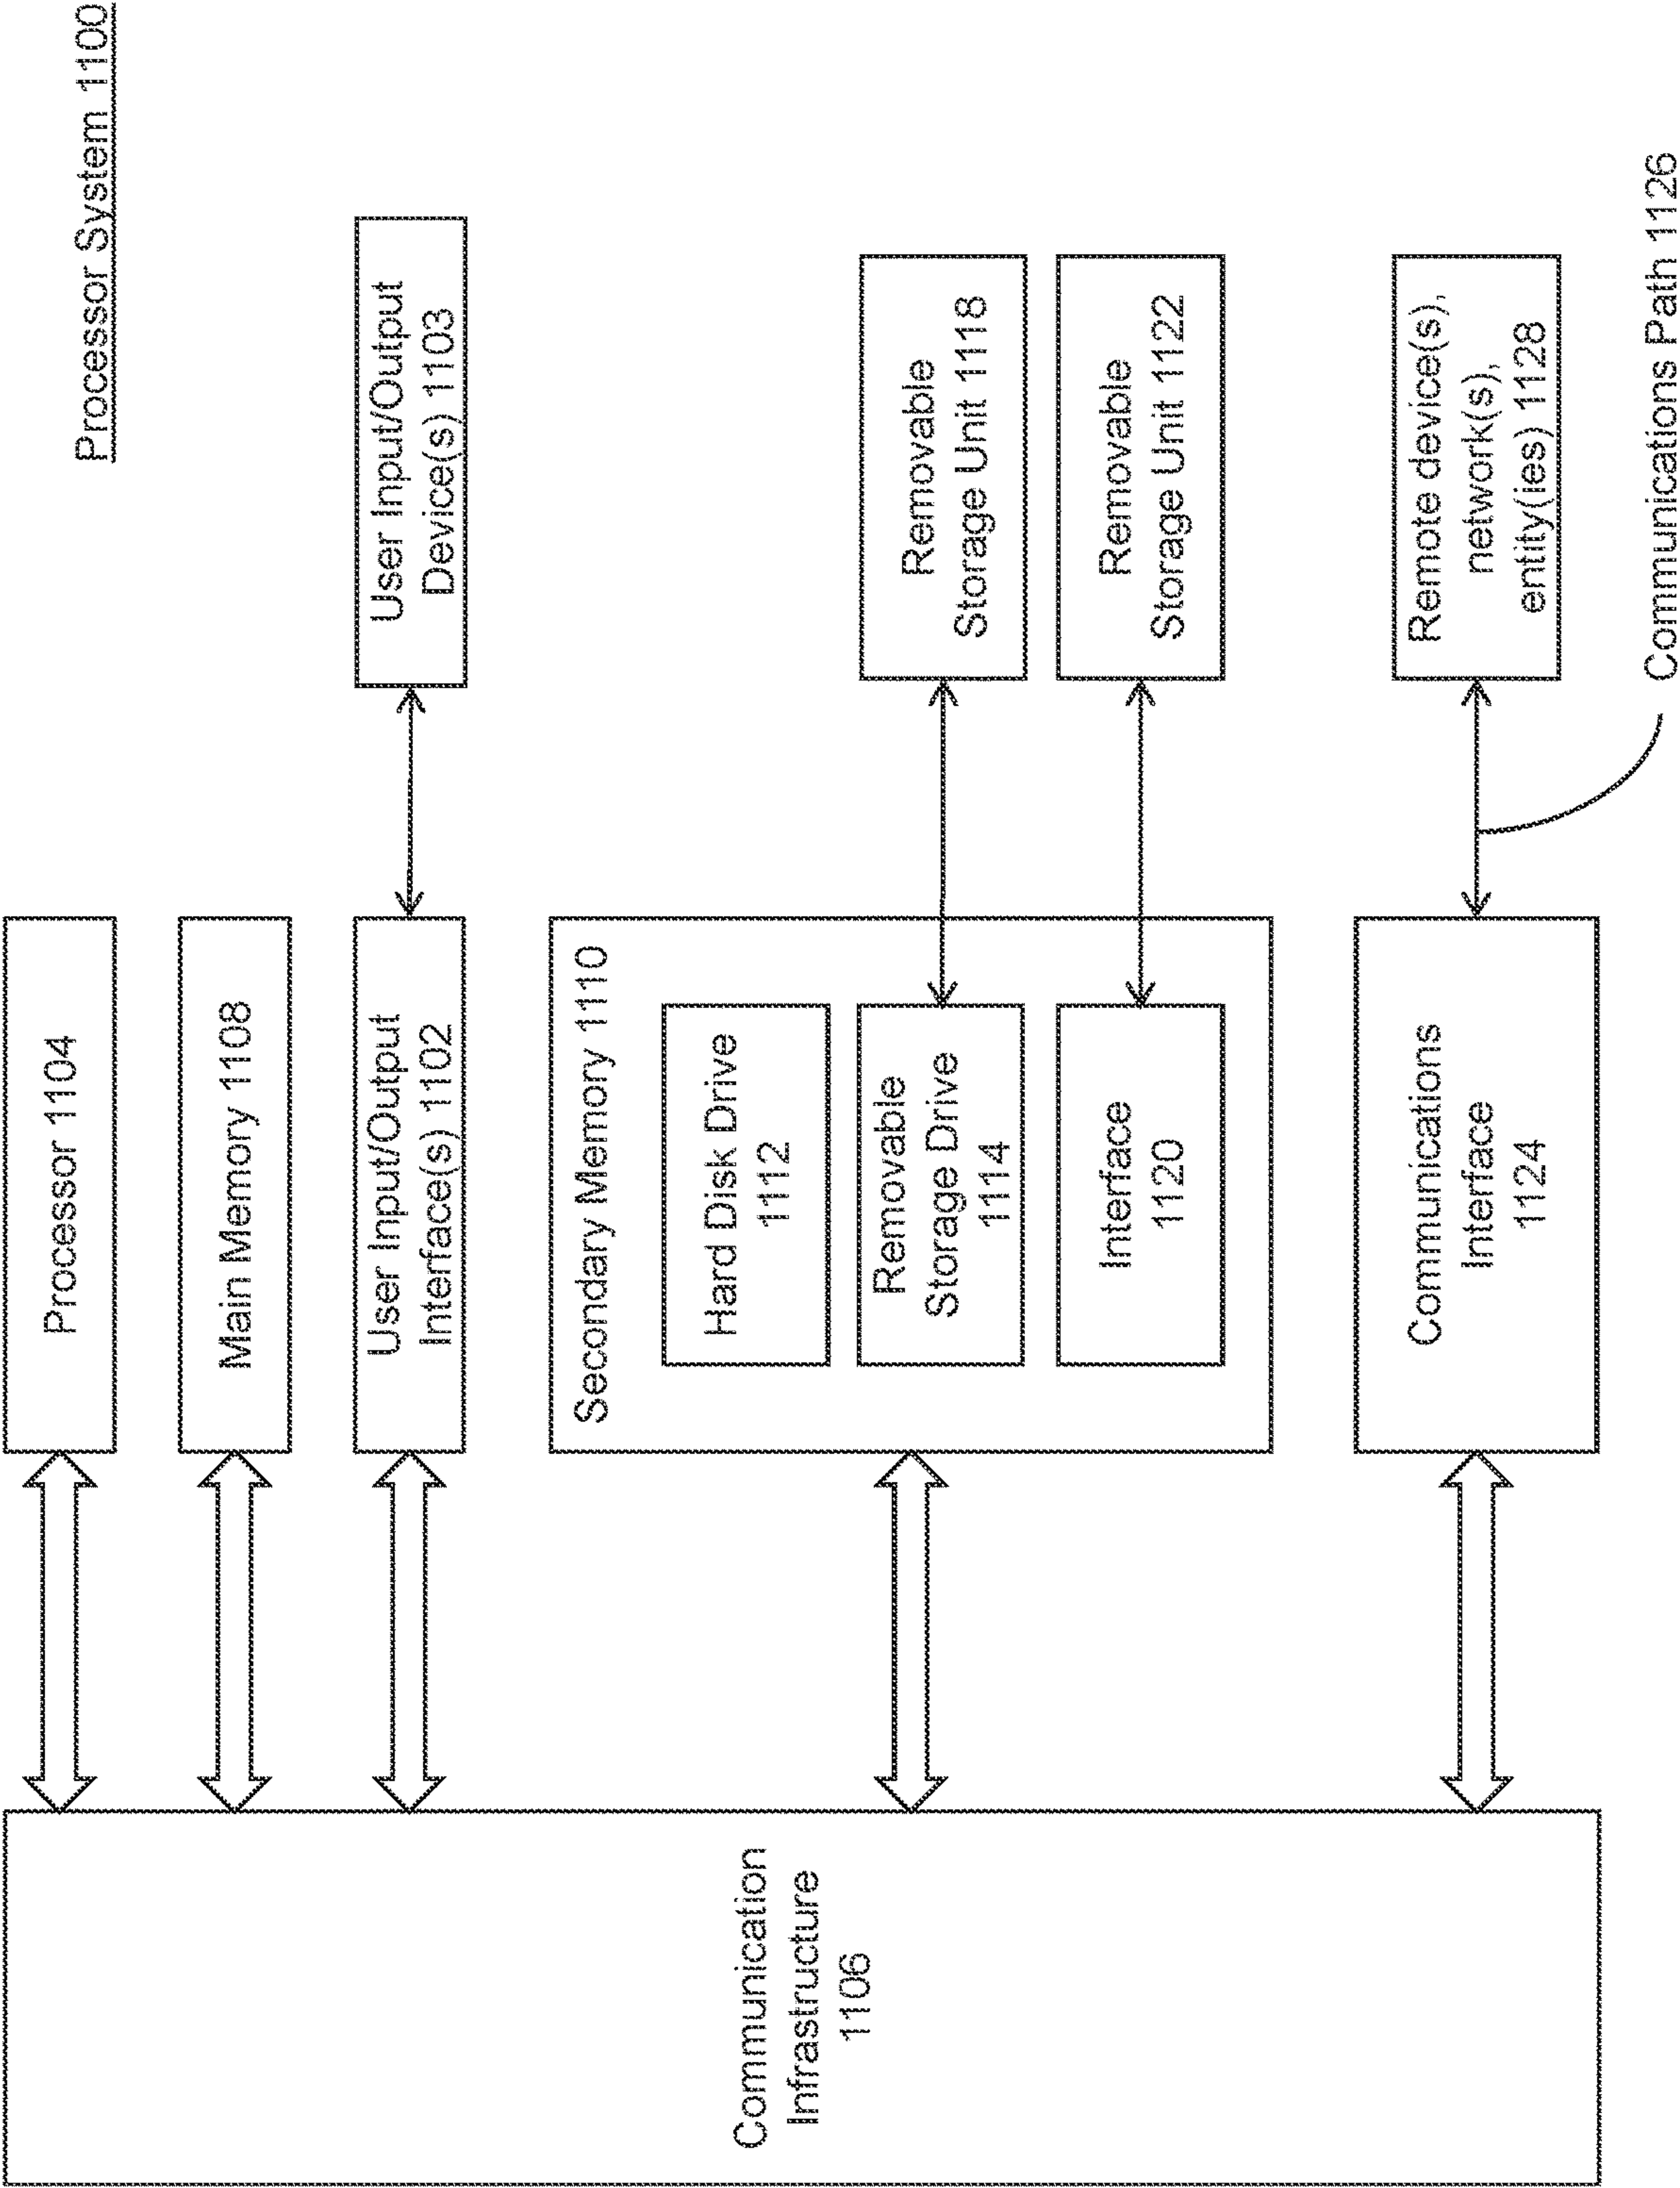 Processor System 1100
Processor 1104
Main Memory 1108
User Input/Output
Interface(s) 1102
User Input/Output
Device(s) 1103
Secondary Memory 1110
Hard Disk Drive
1112
Removable
Storage Drive
1114
Removable
Storage Unit 1118
Interface
1120
Removable
Storage Unit 1122
Communications
Interface
1124
Remote device(s),
network(s),
entity(ies) 1128
Communications Path 1126
Communication
Infrastructure
1106